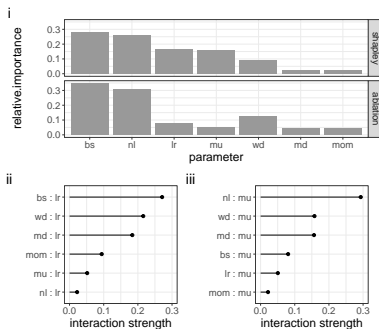 i
relative.importance
0.3
0.2
0.1
0.0
shapley
0.3
0.2
0.1
0.0
ablation
bs nl lr mu wd md mom
parameter
ii
bs : lr
wd : lr
md : lr
mom : lr
mu : lr
nl : lr
0.0 0.1 0.2 0.3
interaction strength
iii
nl : mu
wd : mu
md : mu
bs : mu
lr : mu
mom : mu
0.0 0.1 0.2 0.3
interaction strength